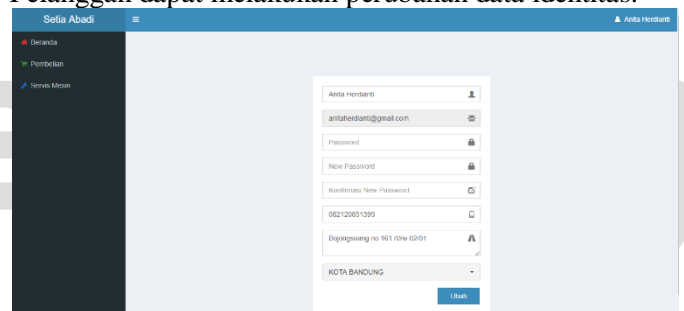 Pelanggan dapat melakukan perubahan data identitas.
Setia Abadi
Anita Herdianti
Beranda
Pembelian
Servis Mesin
Anita Herdianti
anitaherdianti@gmail.com
Password
New Password
Konfirmasi New Password
082120851399
Bojongsoang no 161 rt/rw 02/01
KOTA BANDUNG
Ubah